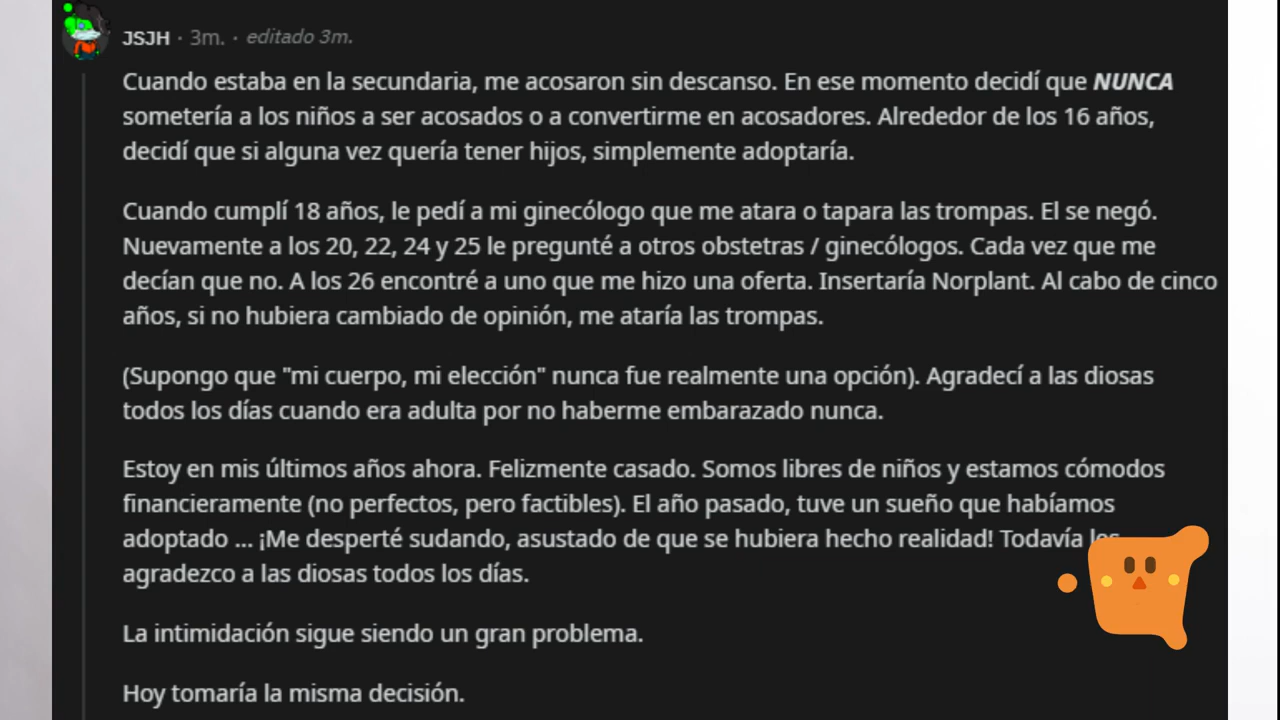 JSJH · 3m. · editado 3m.
Cuando estaba en la secundaria, me acosaron sin descanso. En ese momento decidí que NUNCA
sometería a los niños a ser acosados o a convertirme en acosadores. Alrededor de los 16 años,
decidí que si alguna vez quería tener hijos, simplemente adoptaría.
Cuando cumplí 18 años, le pedí a mi ginecólogo que me atara o tapara las trompas. El se negó.
Nuevamente a los 20, 22, 24 y 25 le pregunté a otros obstetras / ginecólogos. Cada vez que me
decían que no. A los 26 encontré a uno que me hizo una oferta. Insertaría Norplant. Al cabo de cinco
años, si no hubiera cambiado de opinión, me ataría las trompas.
(Supongo que "mi cuerpo, mi elección" nunca fue realmente una opción). Agradecí a las diosas
todos los días cuando era adulta por no haberme embarazado nunca.
Estoy en mis últimos años ahora. Felizmente casado. Somos libres de niños y estamos cómodos
financieramente (no perfectos, pero factibles). El año pasado, tuve un sueño que habíamos
adoptado ... ¡Me desperté sudando, asustado de que se hubiera hecho realidad! Todavía
agradezco a las diosas todos los días.
La intimidación sigue siendo un gran problema.
Hoy tomaría la misma decisión.